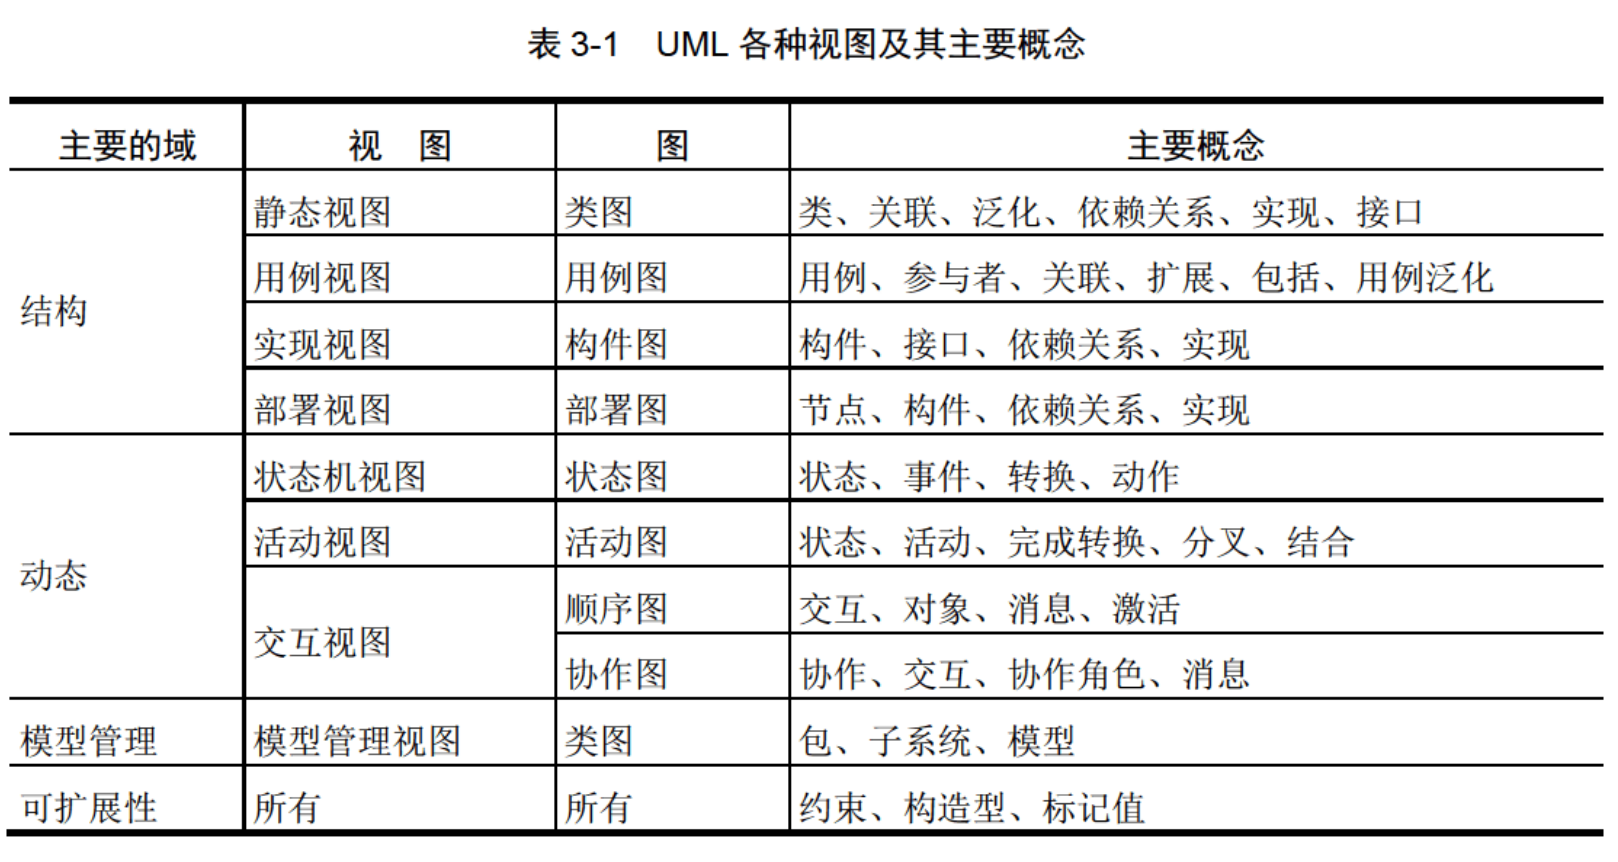 表 3-1 UML 各种视图及其主要概念
主要的域 视 图 图 主要概念
结构 静态视图 类图 类、关联、泛化、依赖关系、实现、接口
用例视图 用例图 用例、参与者、关联、扩展、包括、用例泛化
实现视图 构件图 构件、接口、依赖关系、实现
部署视图 部署图 节点、构件、依赖关系、实现
动态 状态机视图 状态图 状态、事件、转换、动作
活动视图 活动图 状态、活动、完成转换、分叉、结合
交互视图 顺序图 交互、对象、消息、激活
协作图 协作、交互、协作角色、消息
模型管理 模型管理视图 类图 包、子系统、模型
可扩展性 所有 所有 约束、构造型、标记值